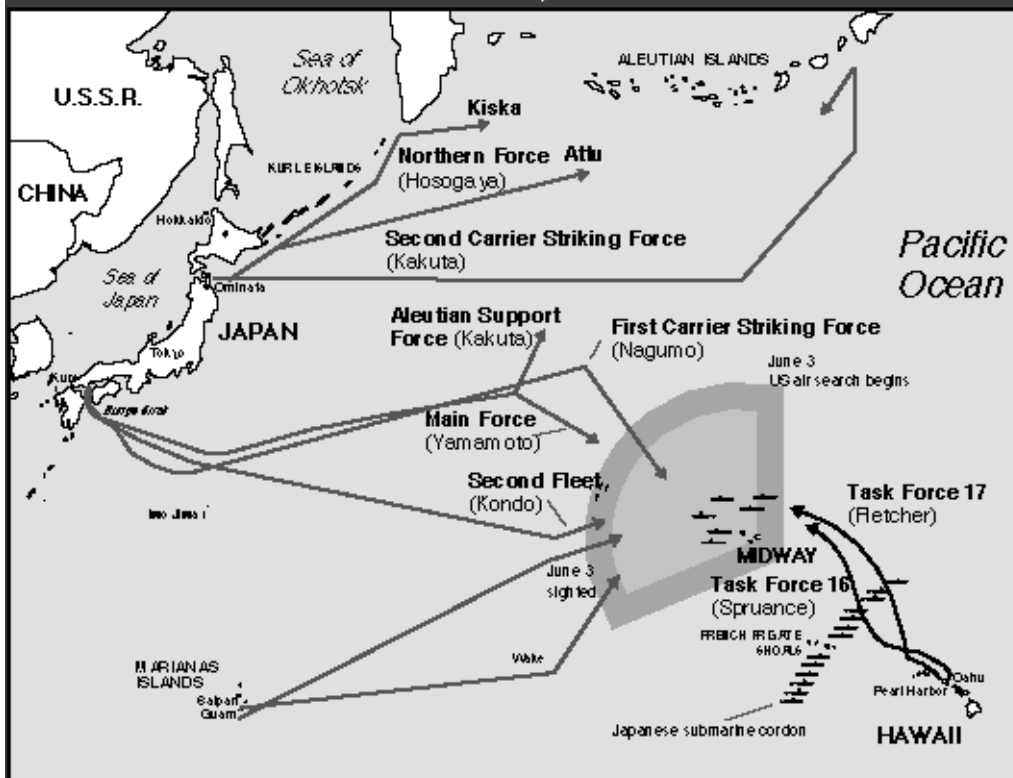 Sea of
Okhotsk
ALEUTIAN ISLANDS
U.S.S.R.
Kiska
Northern Force
(Hosogaya)
Attu
KURLE ISLANDS
CHINA
Hokkaido
Second Carrier Striking Force
(Kakuta)
Pacific
Ocean
Sea of
Japan
Ominata
JAPAN
Aleutian Support
Force (Kakuta)
First Carrier Striking Force
(Nagumo)
Tokyo
June 3
US air search begins
Kure
Main Force
(Yamamoto)
Second Fleet,
(Kondo)
Iwo Jima
Task Force 17
(Fletcher)
MIDWAY
June 3
sighted
Task Force 16
(Spruance)
FRENCH FRIGATE
SHOALS
Wake
MARIANAS
ISLANDS
Saipan
Guam
Oahu
Pearl Harbor
Japanese submarine cordon
HAWAII